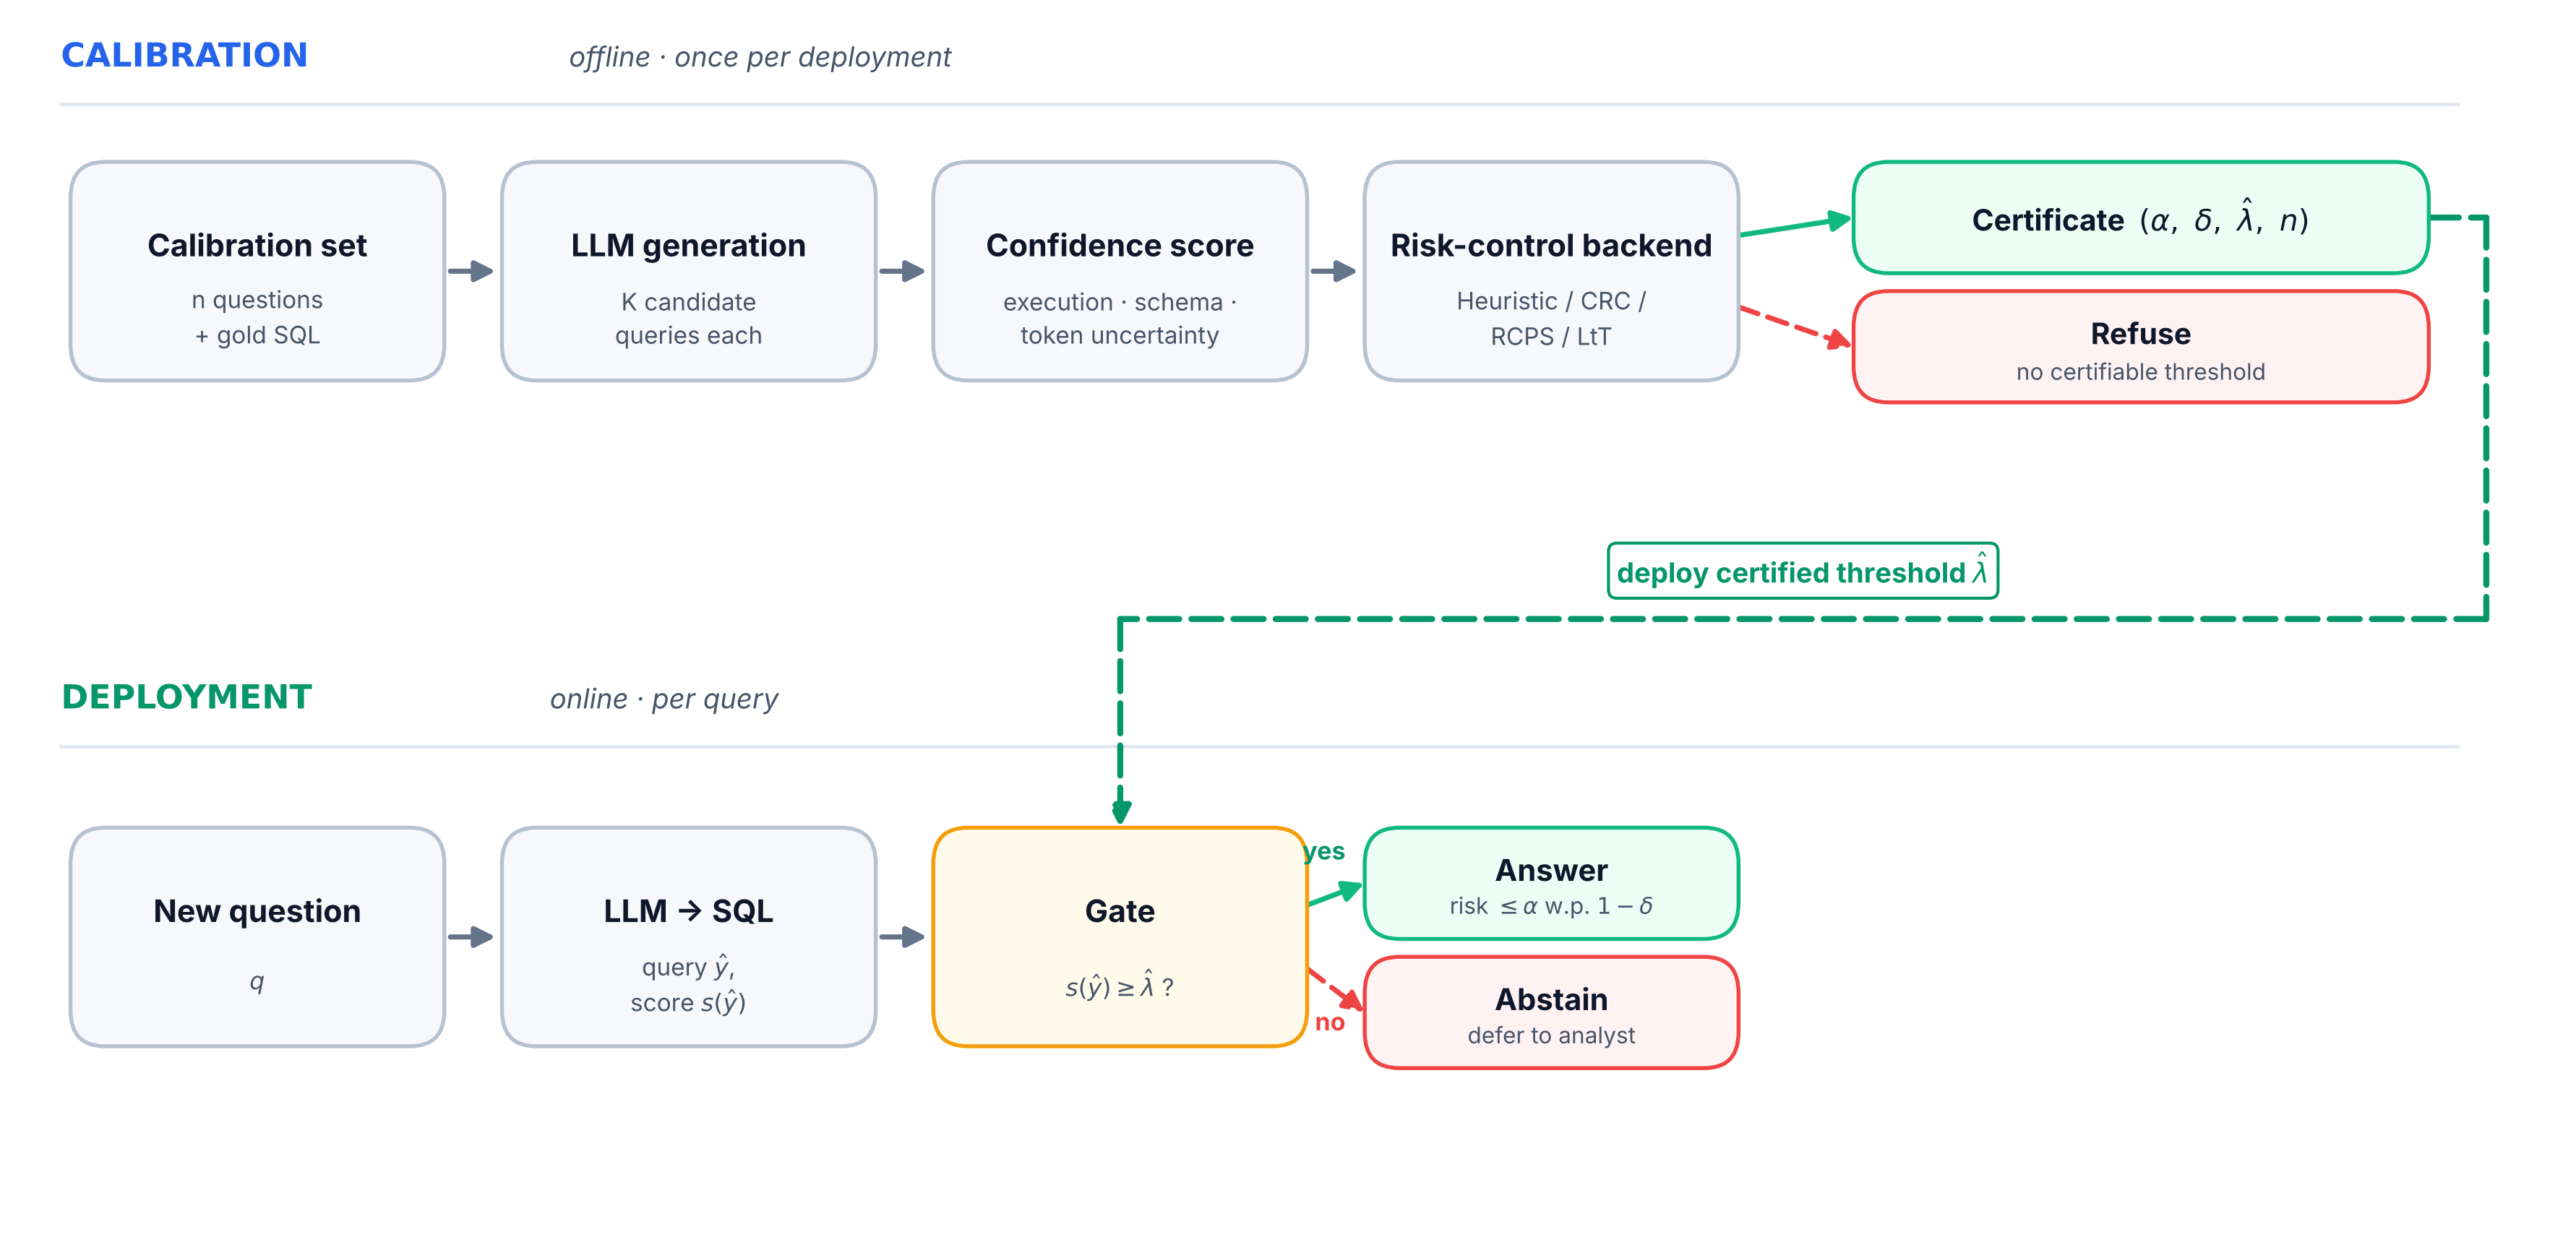 CALIBRATION
offline · once per deployment
Calibration set
n questions
+ gold SQL
LLM generation
K candidate
queries each
Confidence score
execution · schema ·
token uncertainty
Risk-control backend
Heuristic / CRC /
RCPS / LtT
Certificate (α, δ, λ̂, n)
Refuse
no certifiable threshold
deploy certified threshold λ̂
DEPLOYMENT
online · per query
New question
q
LLM → SQL
query ŷ,
score s(ŷ)
Gate
s(ŷ) ≥ λ̂ ?
yes
no
Answer
risk ≤ α w.p. 1 − δ
Abstain
defer to analyst